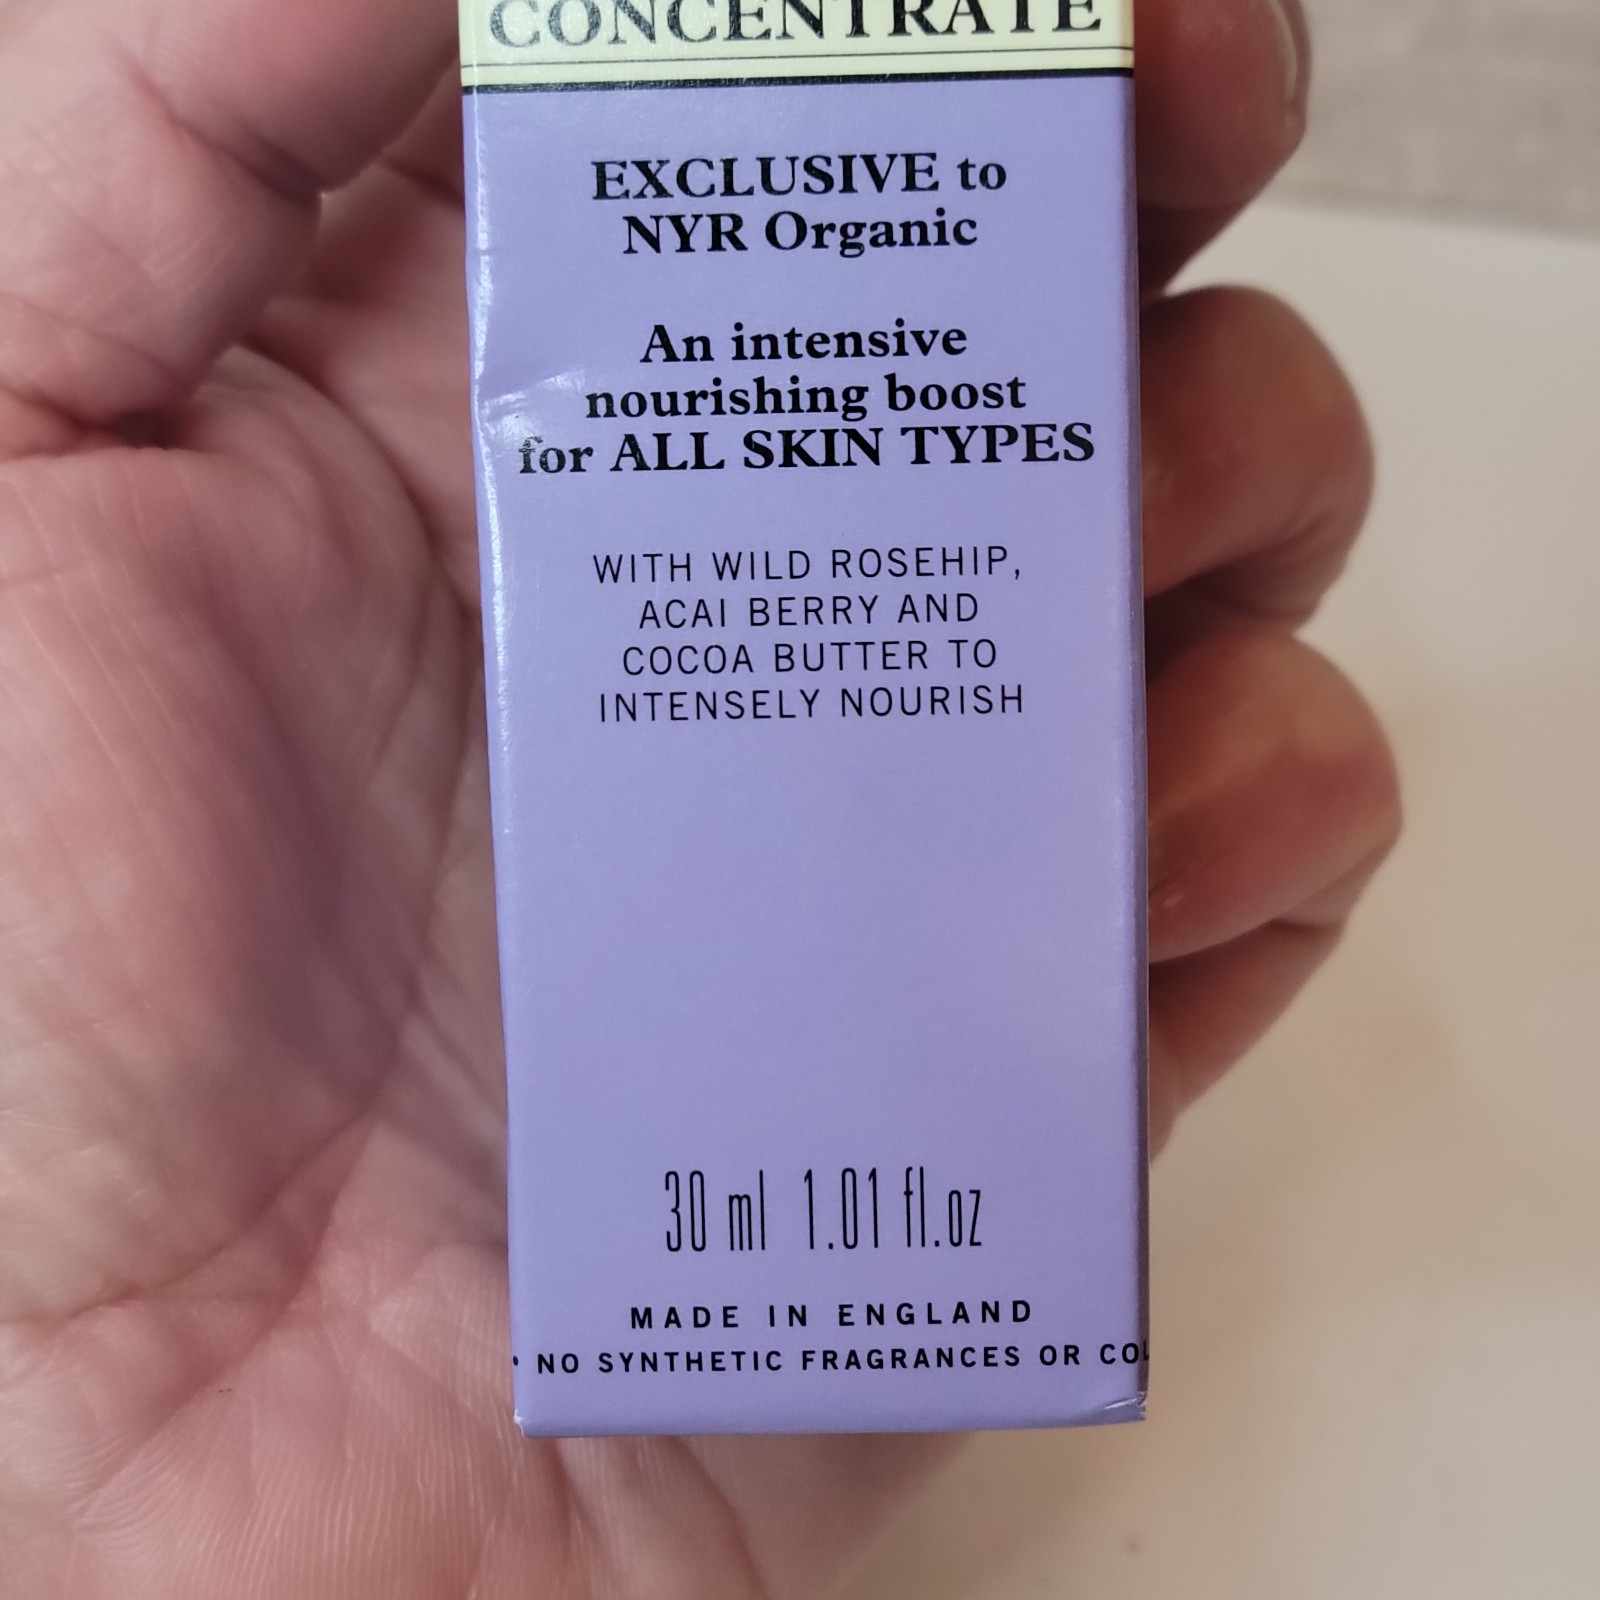 CONCENTRATE
EXCLUSIVE to
NYR Organic
An intensive
nourishing boost
for ALL SKIN TYPES
WITH WILD ROSEHIP,
ACAI BERRY AND
COCOA BUTTER TO
INTENSELY NOURISH
30 ml 1.01 fl.oz
MADE IN ENGLAND
• NO SYNTHETIC FRAGRANCES OR COL